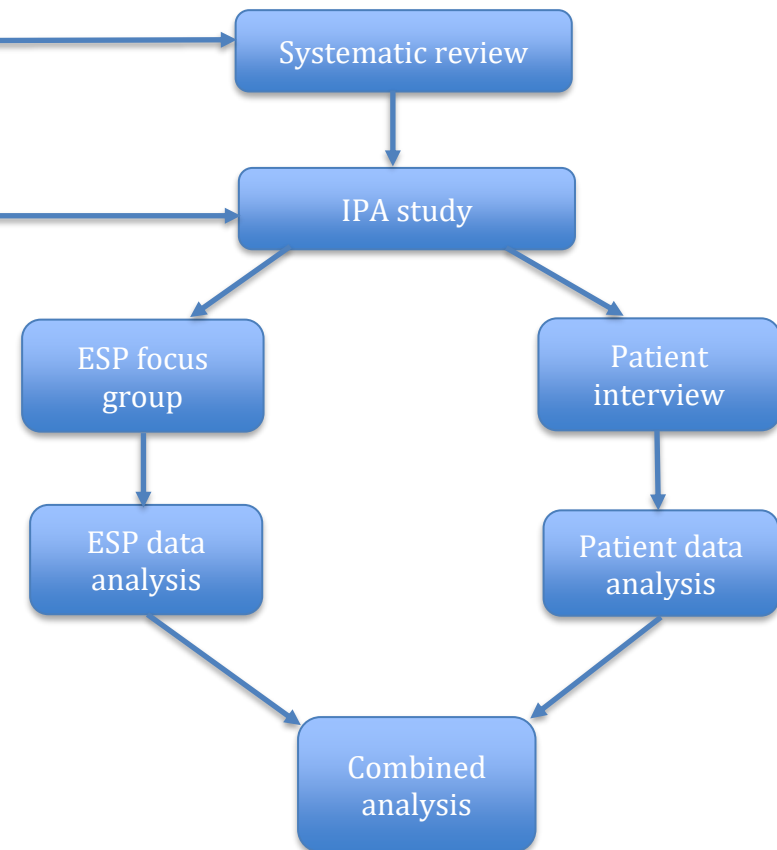 Systematic review
IPA study
ESP focus
group
Patient
interview
ESP data
analysis
Patient data
analysis
Combined
analysis